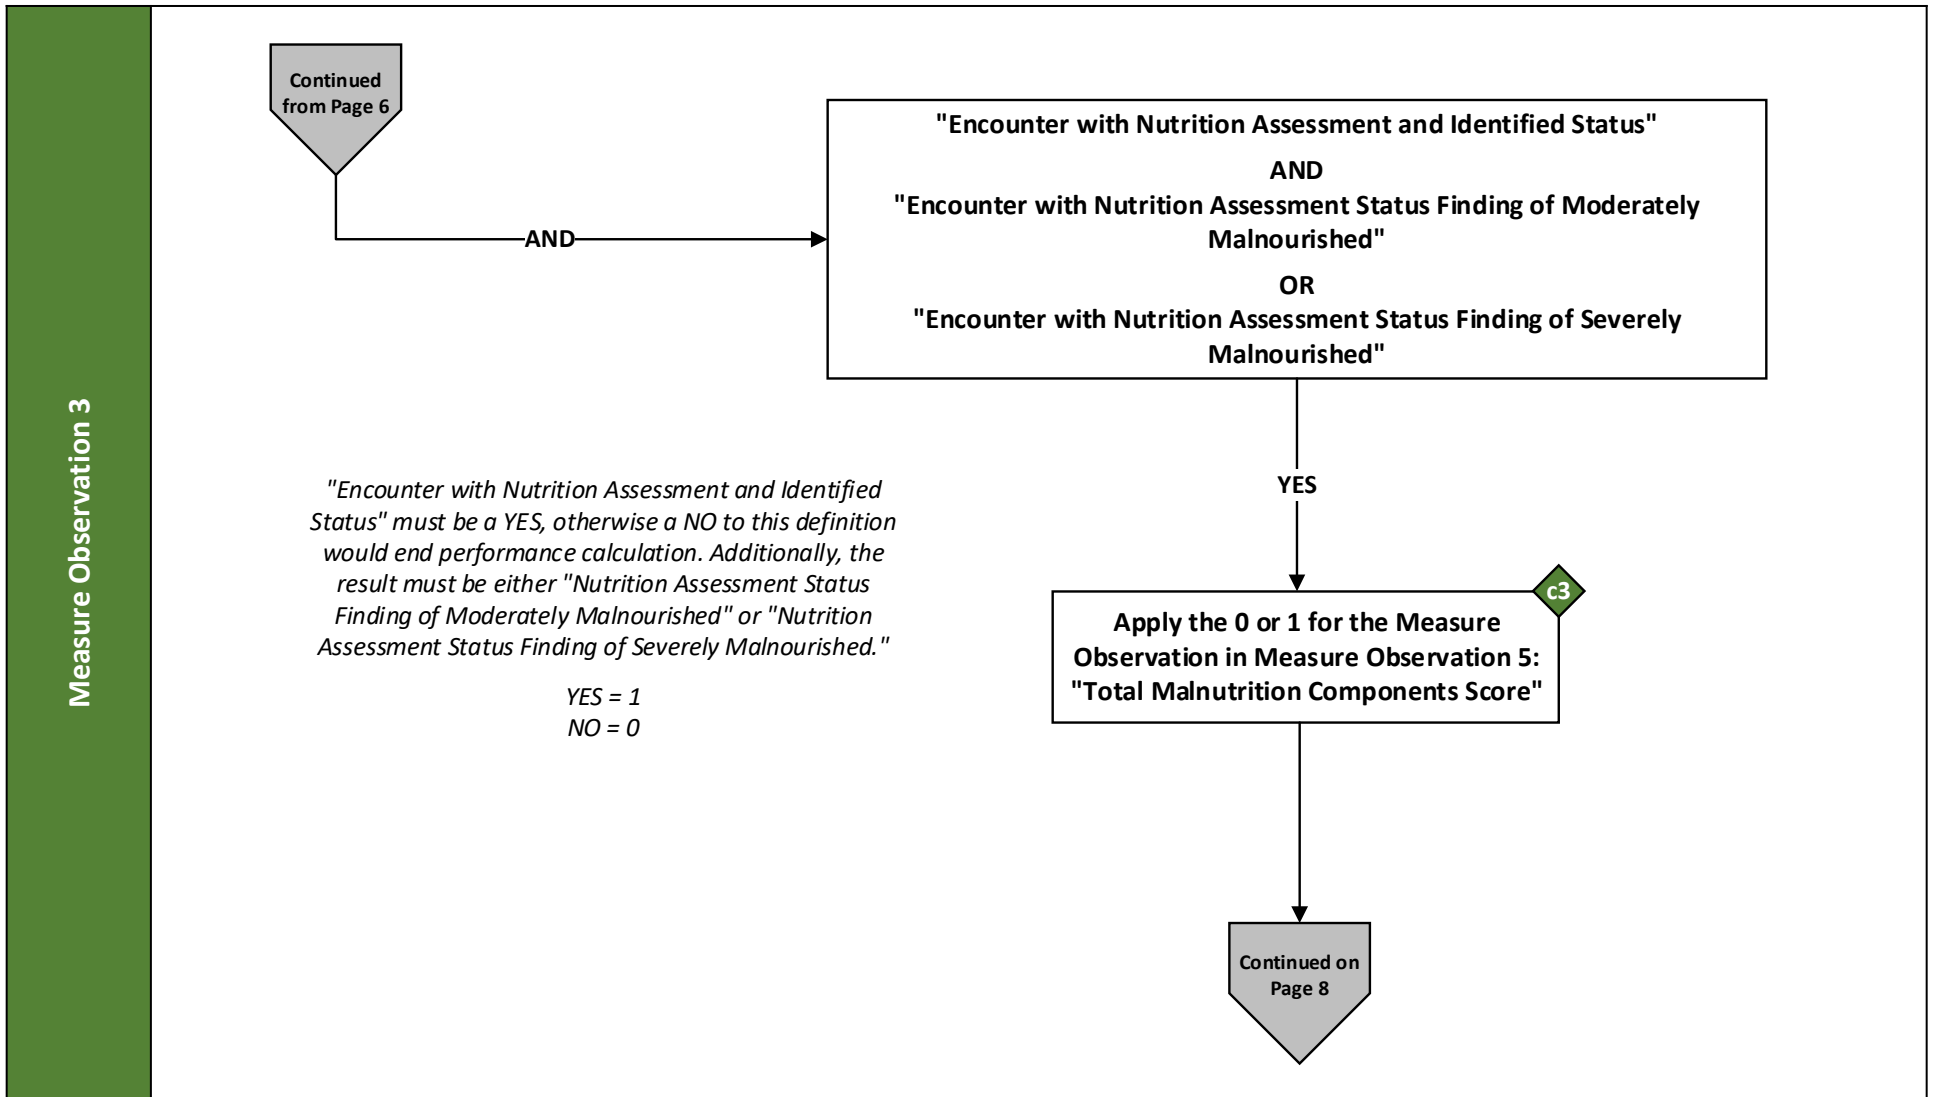 Measure Observation 3
Continued
from Page 6
AND
"Encounter with Nutrition Assessment and Identified Status"
AND
"Encounter with Nutrition Assessment Status Finding of Moderately
Malnourished"
OR
"Encounter with Nutrition Assessment Status Finding of Severely
Malnourished"
YES
"Encounter with Nutrition Assessment and Identified
Status" must be a YES, otherwise a NO to this definition
would end performance calculation. Additionally, the
result must be either "Nutrition Assessment Status
Finding of Moderately Malnourished" or "Nutrition
Assessment Status Finding of Severely Malnourished."
YES = 1
NO = 0
c3
Apply the 0 or 1 for the Measure
Observation in Measure Observation 5:
"Total Malnutrition Components Score"
Continued on
Page 8